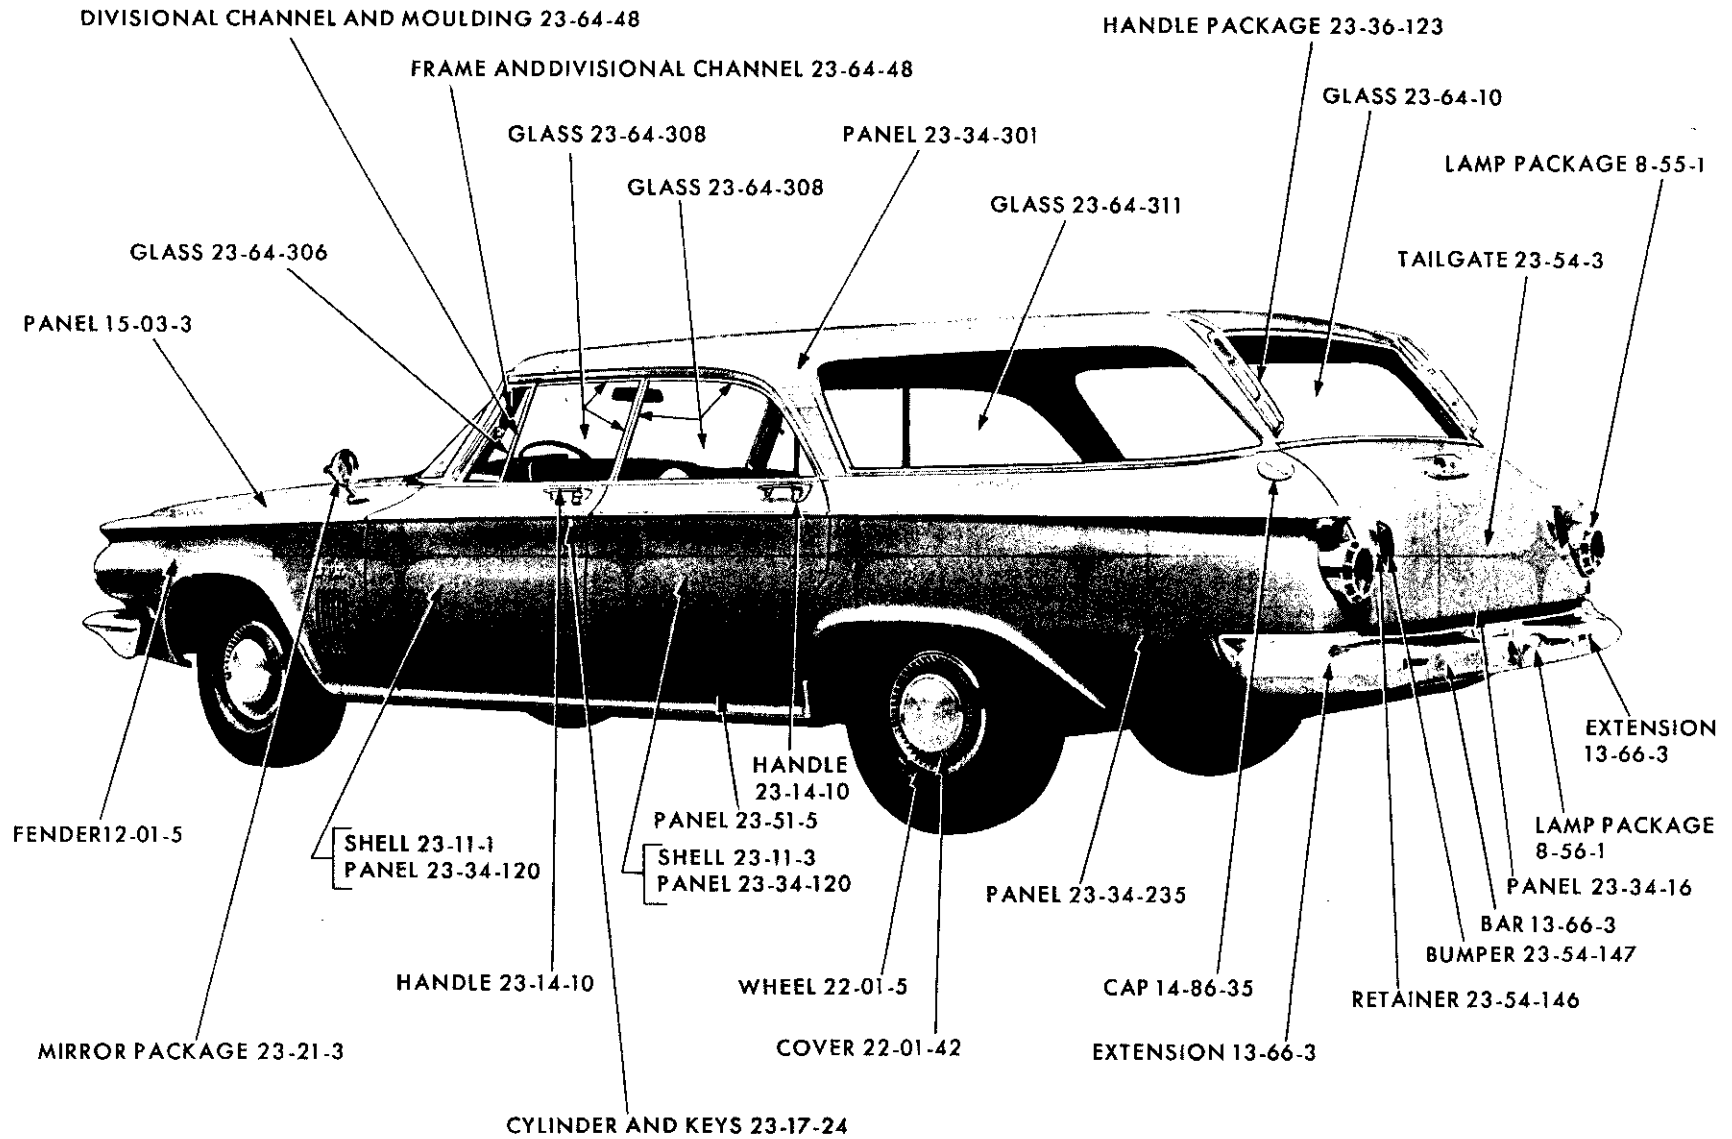 DIVISIONAL CHANNEL AND MOULDING 23-64-48
HANDLE PACKAGE 23-36-123
FRAME AND DIVISIONAL CHANNEL 23-64-48
GLASS 23-64-10
GLASS 23-64-308
PANEL 23-34-301
LAMP PACKAGE 8-55-1
GLASS 23-64-308
GLASS 23-64-311
GLASS 23-64-306
TAILGATE 23-54-3
PANEL 15-03-3
EXTENSION
13-66-3
HANDLE
23-14-10
PANEL 23-51-5
FENDER 12-01-5
LAMP PACKAGE
8-56-1
SHELL 23-11-1
PANEL 23-34-120
SHELL 23-11-3
PANEL 23-34-120
PANEL 23-34-235
PANEL 23-34-16
BAR 13-66-3
BUMPER 23-54-147
HANDLE 23-14-10
WHEEL 22-01-5
CAP 14-86-35
RETAINER 23-54-146
MIRROR PACKAGE 23-21-3
COVER 22-01-42
EXTENSION 13-66-3
CYLINDER AND KEYS 23-17-24